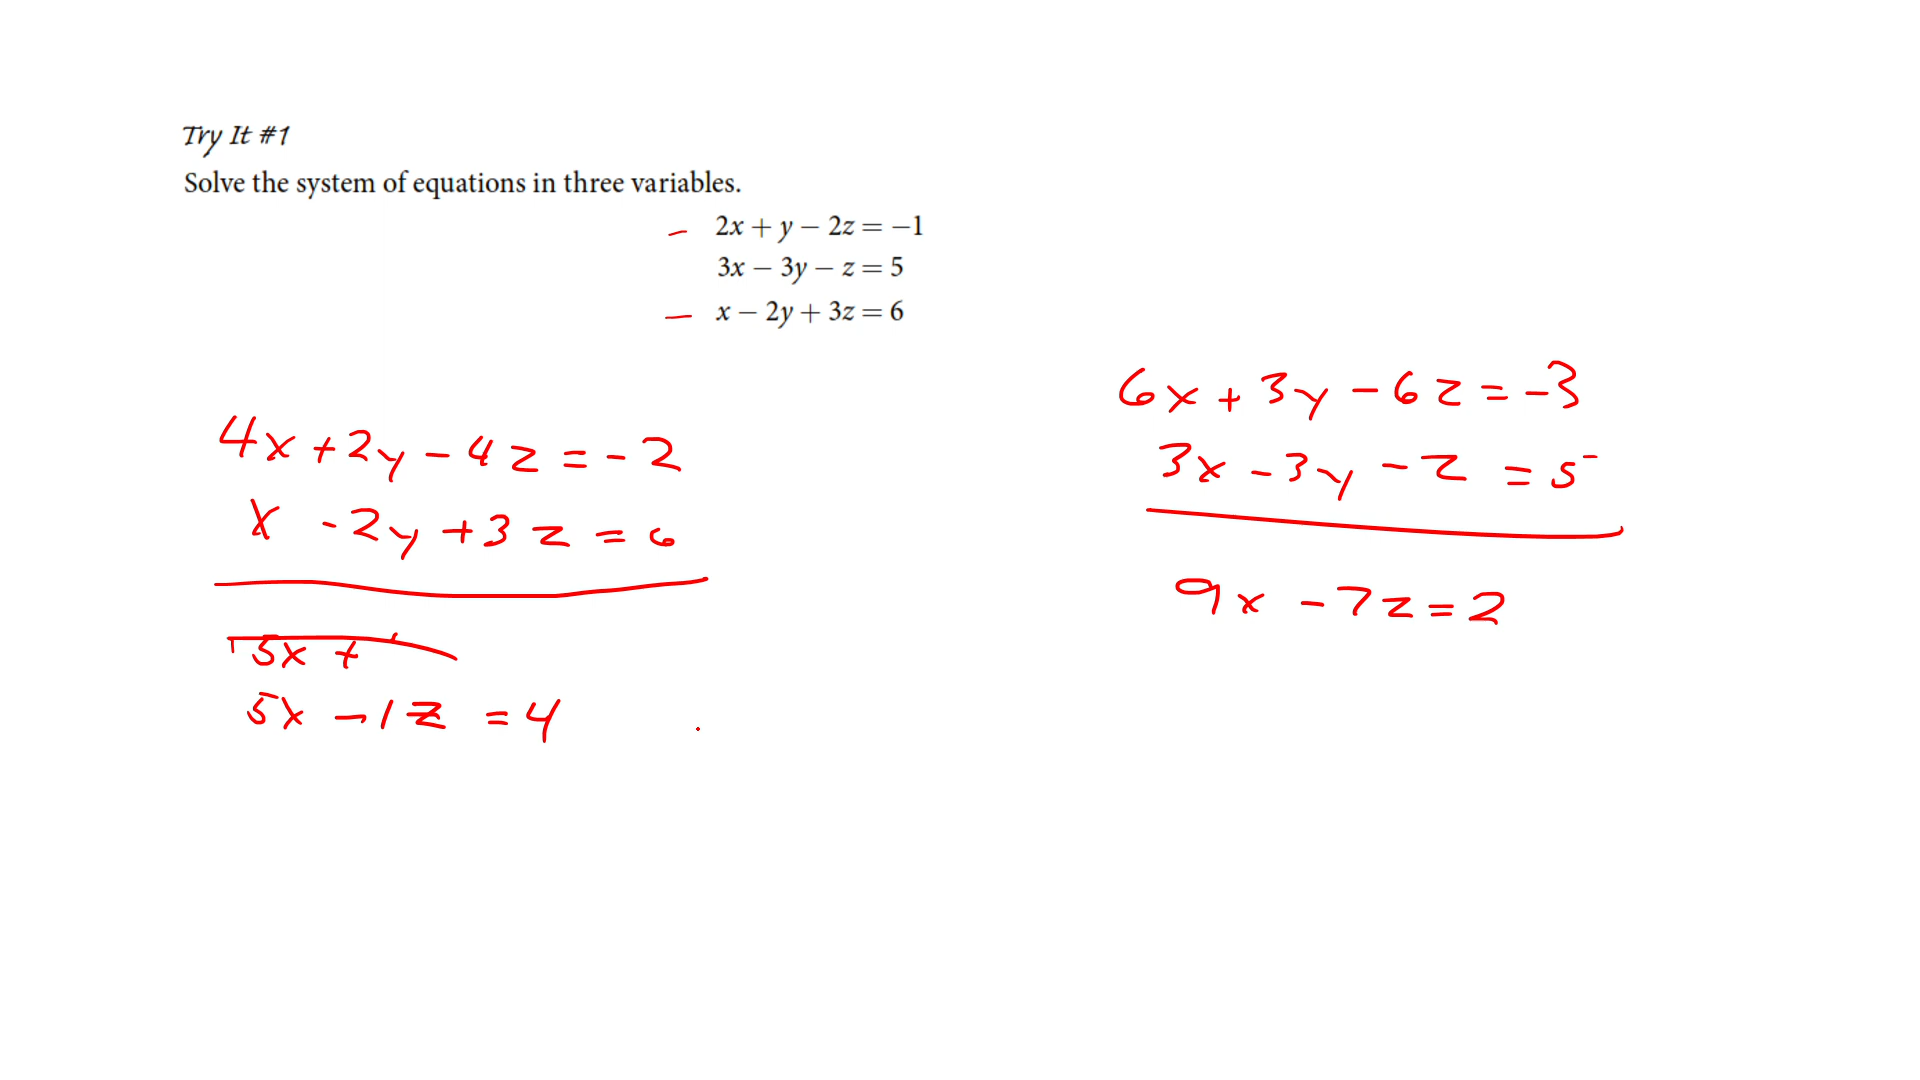 Try It #1
Solve the system of equations in three variables.
2x + y − 2z = −1
3x − 3y − z = 5
x − 2y + 3z = 6
4x + 2y − 4z = −2
x − 2y + 3z = 6
5x +
5x − 1z = 4
6x + 3y − 6z = −3
3x − 3y − z = 5
9x − 7z = 2